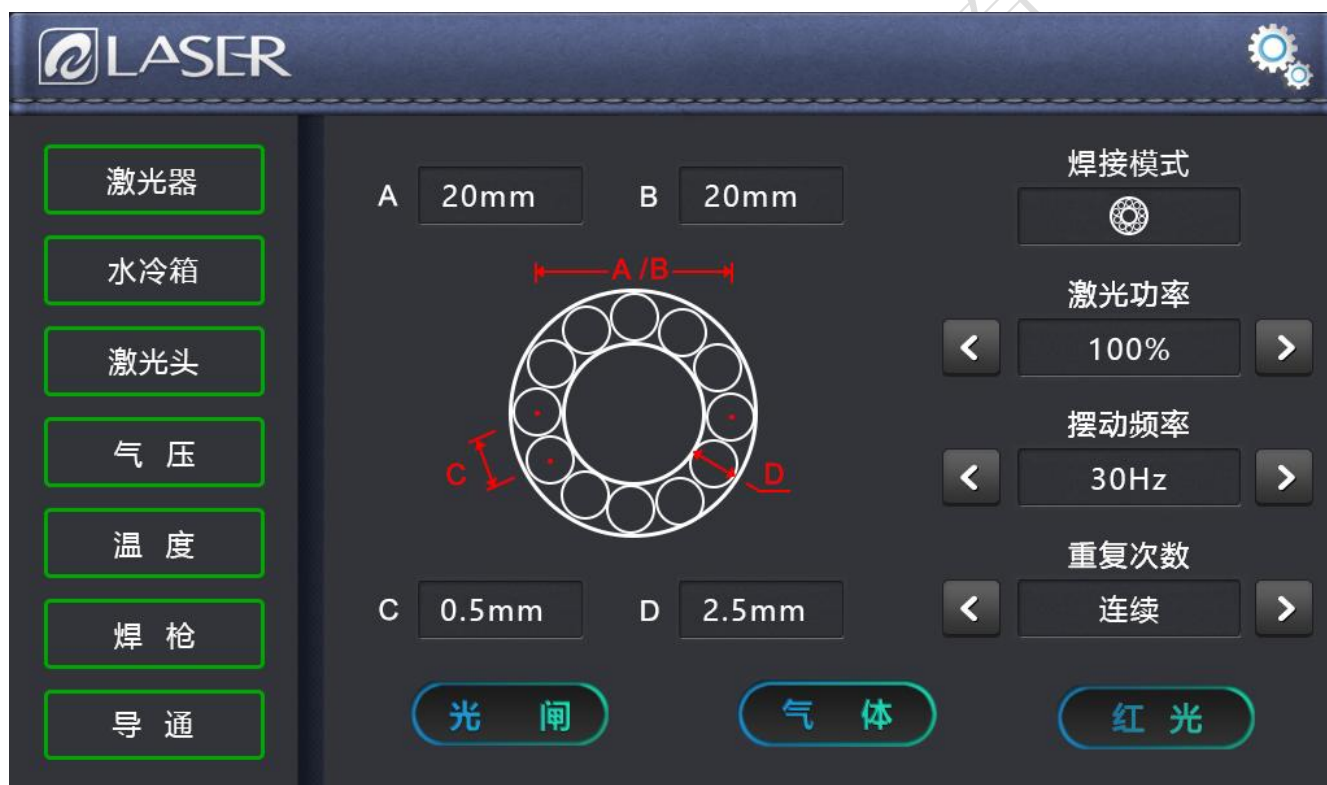 LASER
激光器
水冷箱
激光头
气 压
温 度
焊 枪
导 通
A 20mm B 20mm
A /B
C
D
C 0.5mm D 2.5mm
光 闸
气 体
红 光
焊接模式
激光功率
100%
摆动频率
30Hz
重复次数
连续